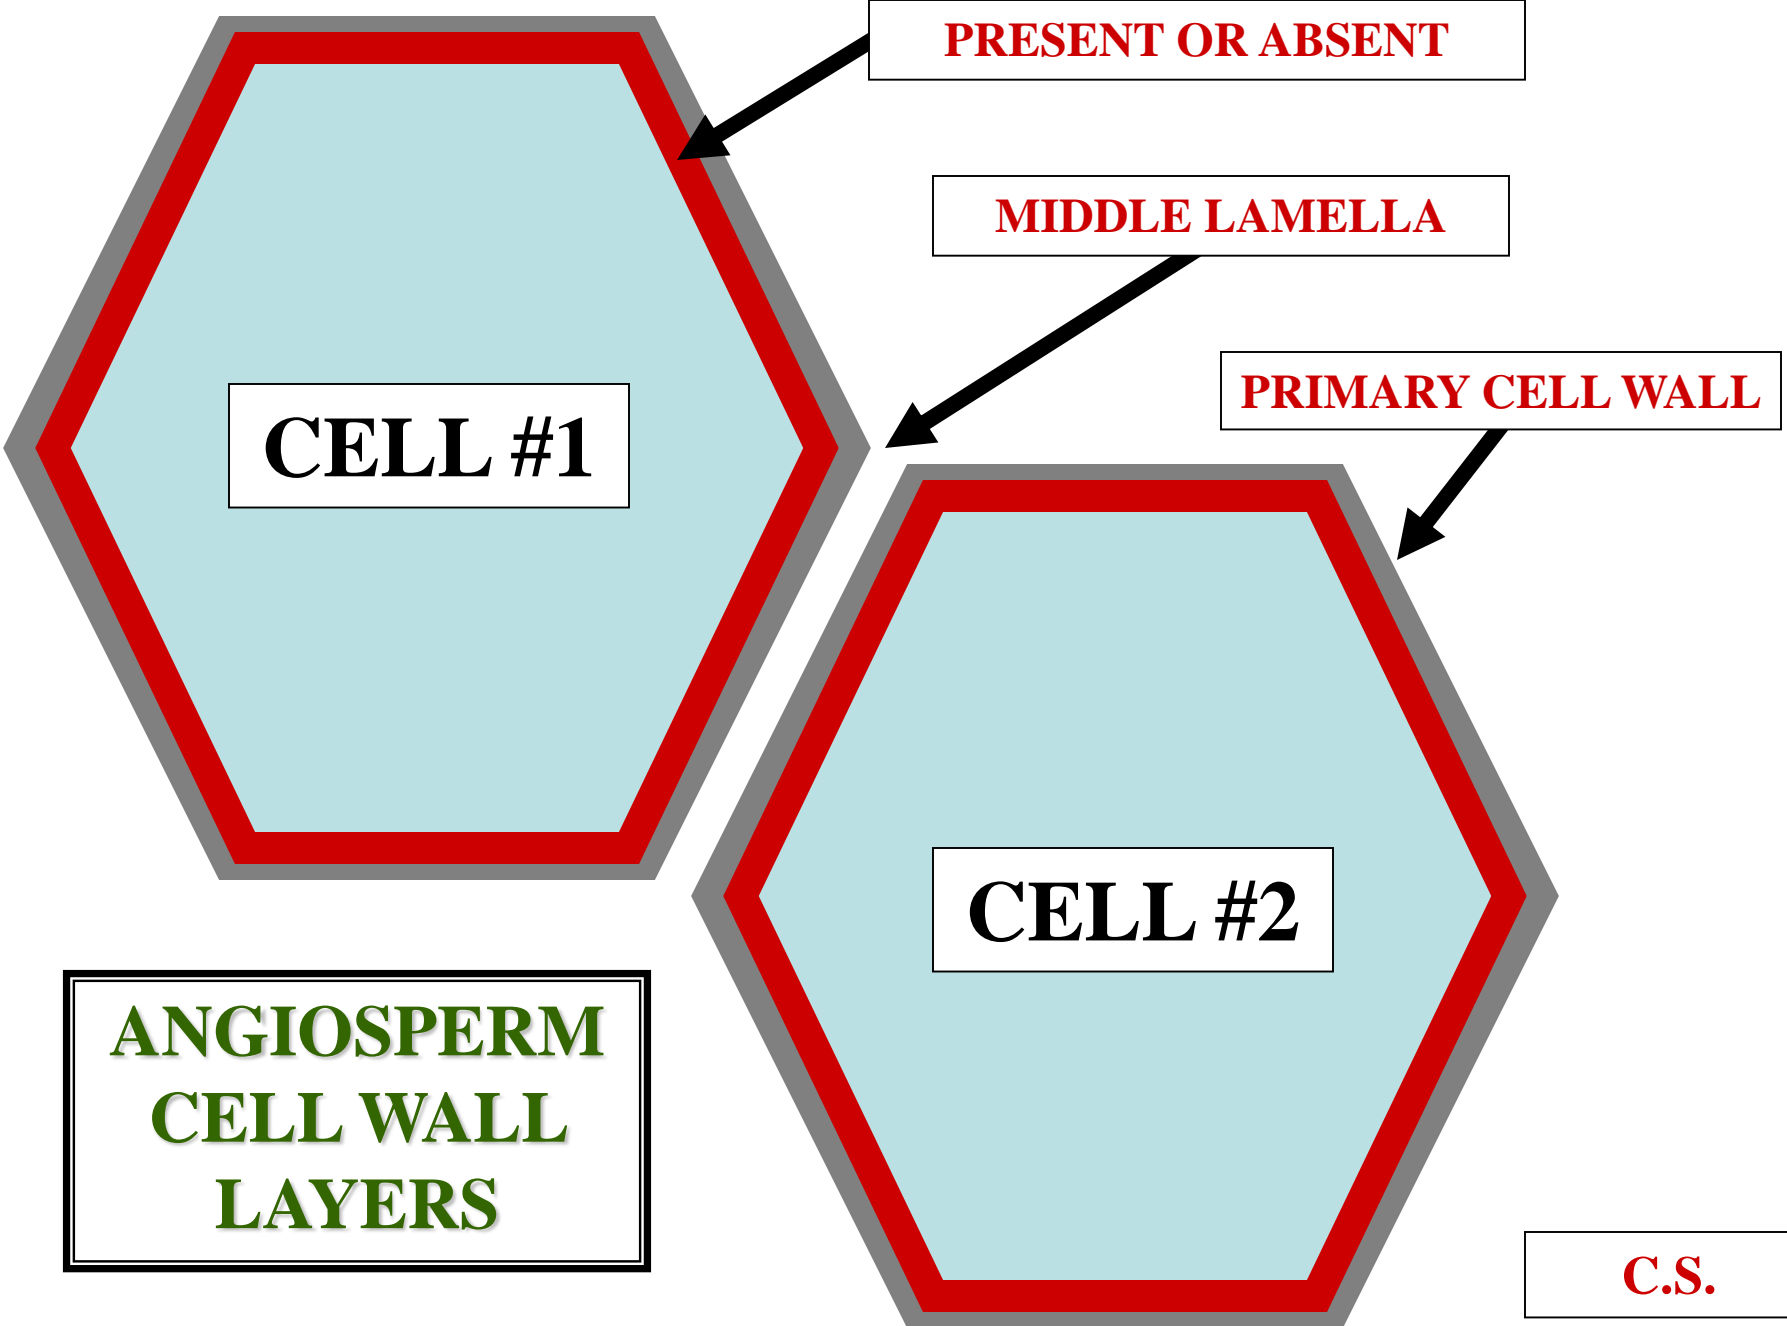 PRESENT OR ABSENT
MIDDLE LAMELLA
PRIMARY CELL WALL
CELL #1
CELL #2
ANGIOSPERM
CELL WALL
LAYERS
C.S.